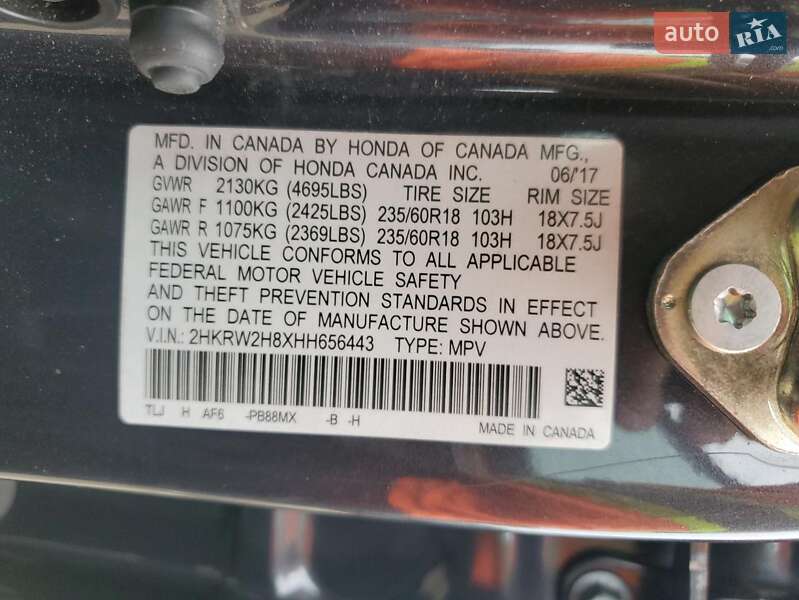 auto RIA.com
MFD. IN CANADA BY HONDA OF CANADA MFG.,
A DIVISION OF HONDA CANADA INC. 06/'17
GVWR 2130KG (4695LBS) TIRE SIZE RIM SIZE
GAWR F 1100KG (2425LBS) 235/60R18 103H 18X7.5J
GAWR R 1075KG (2369LBS) 235/60R18 103H 18X7.5J
THIS VEHICLE CONFORMS TO ALL APPLICABLE
FEDERAL MOTOR VEHICLE SAFETY
AND THEFT PREVENTION STANDARDS IN EFFECT
ON THE DATE OF MANUFACTURE SHOWN ABOVE.
V.I.N.: 2HKRW2H8XHH656443 TYPE: MPV
TLJ H AF6 -PB88MX -B -H
MADE IN CANADA